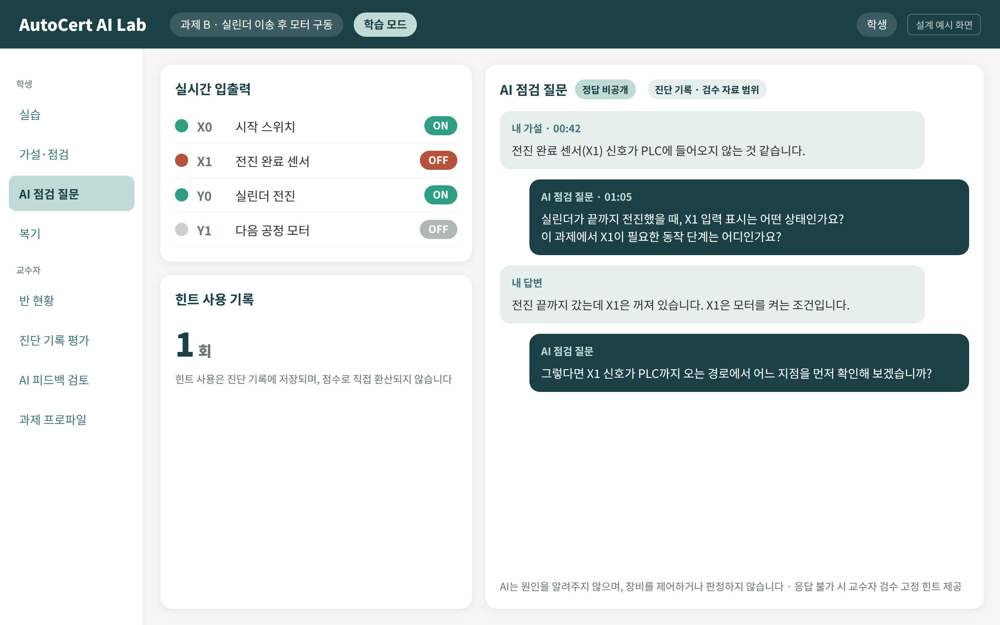 AutoCert AI Lab
과제 B · 실린더 이송 후 모터 구동
학습 모드
학생
설계 예시 화면
학생
실습
가설·점검
AI 점검 질문
복기
교수자
반 현황
진단 기록 평가
AI 피드백 검토
과제 프로파일
실시간 입출력
X0 시작 스위치 ON
X1 전진 완료 센서 OFF
Y0 실린더 전진 ON
Y1 다음 공정 모터 OFF
힌트 사용 기록
1 회
힌트 사용은 진단 기록에 저장되며, 점수로 직접 환산되지 않습니다
AI 점검 질문
정답 비공개
진단 기록 · 검수 자료 범위
내 가설 · 00:42
전진 완료 센서(X1) 신호가 PLC에 들어오지 않는 것 같습니다.
AI 점검 질문 · 01:05
실린더가 끝까지 전진했을 때, X1 입력 표시는 어떤 상태인가요?
이 과제에서 X1이 필요한 동작 단계는 어디인가요?
내 답변
전진 끝까지 갔는데 X1은 꺼져 있습니다. X1은 모터를 켜는 조건입니다.
AI 점검 질문
그렇다면 X1 신호가 PLC까지 오는 경로에서 어느 지점을 먼저 확인해 보겠습니까?
AI는 원인을 알려주지 않으며, 장비를 제어하거나 판정하지 않습니다 · 응답 불가 시 교수자 검수 고정 힌트 제공